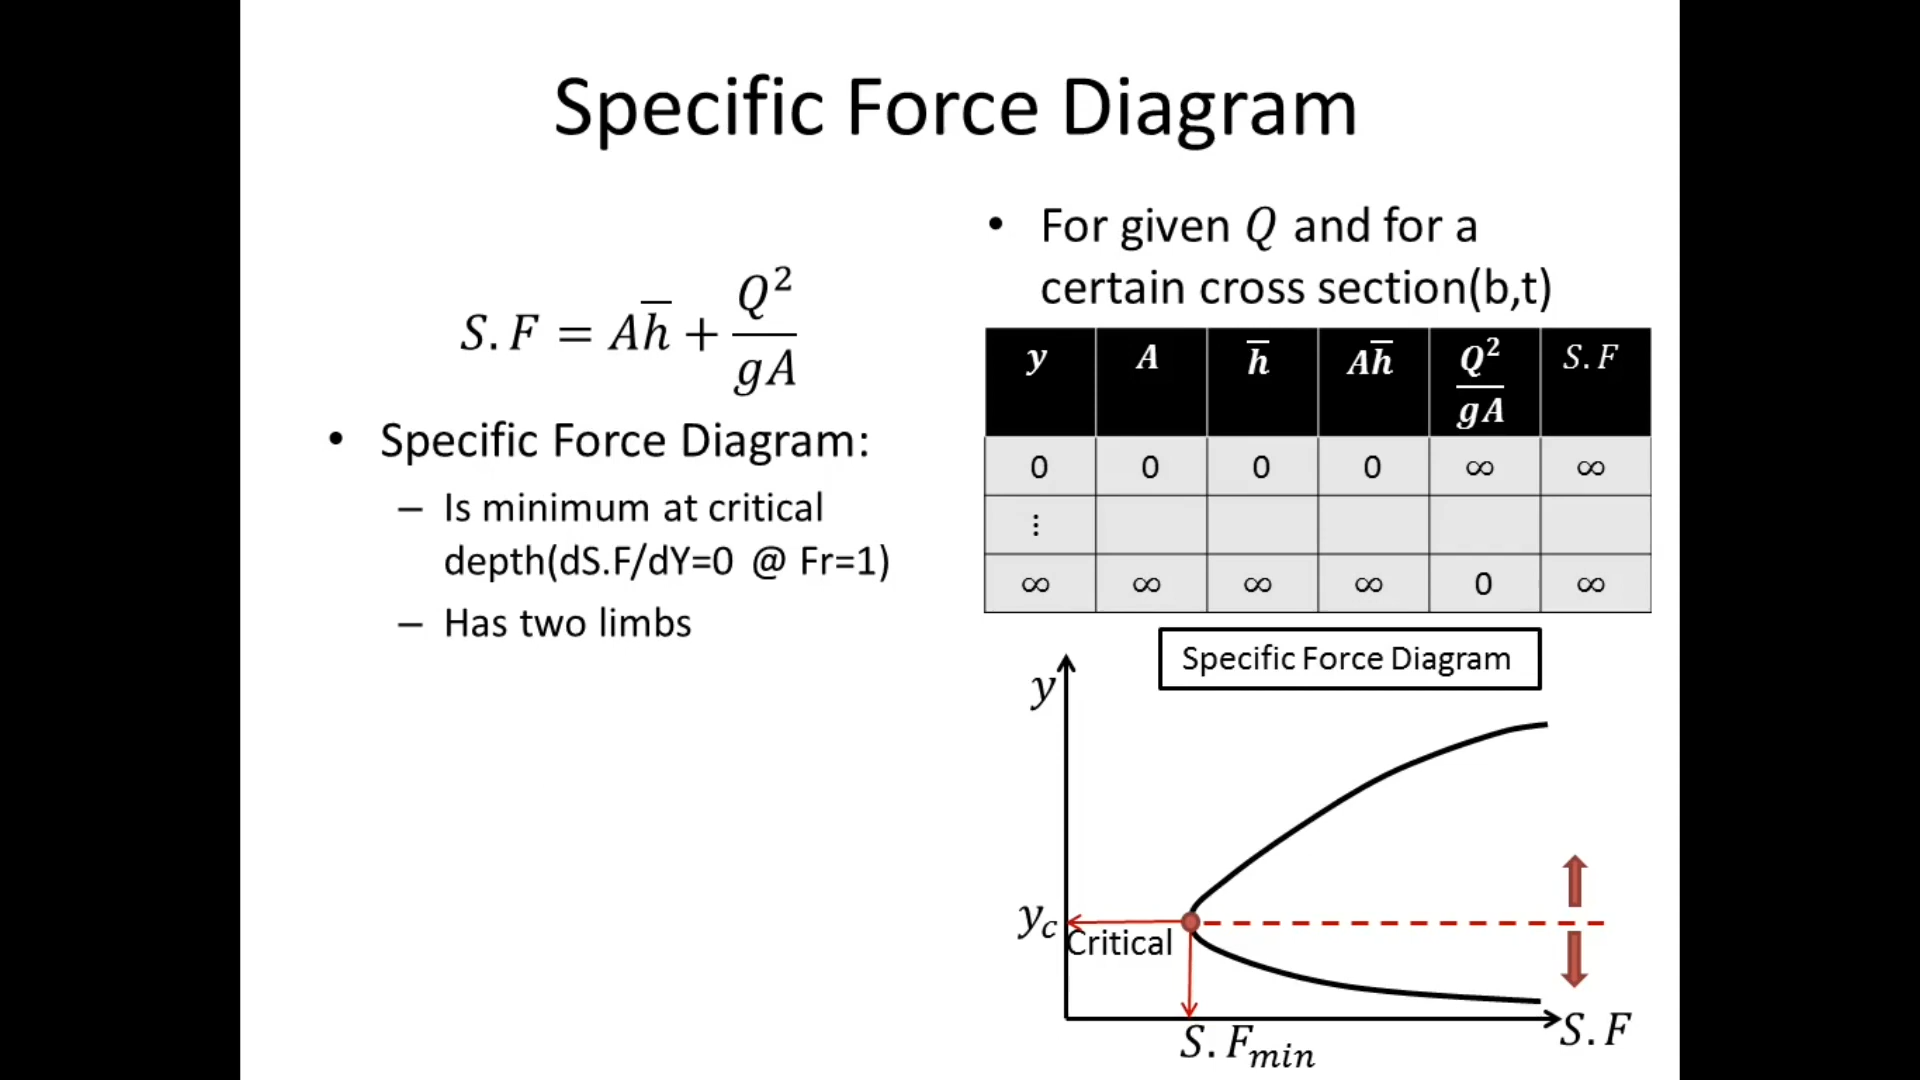 Specific Force Diagram
S.F = Ah̅ + Q²/gA
• Specific Force Diagram:
– Is minimum at critical
depth(dS.F/dY=0 @ Fr=1)
– Has two limbs
• For given Q and for a
certain cross section(b,t)
y A h̅ Ah̅ Q²/gA S.F
0 0 0 0 ∞ ∞
⋮
∞ ∞ ∞ ∞ 0 ∞
Specific Force Diagram
y
y_c
Critical
S.F
S.F_min